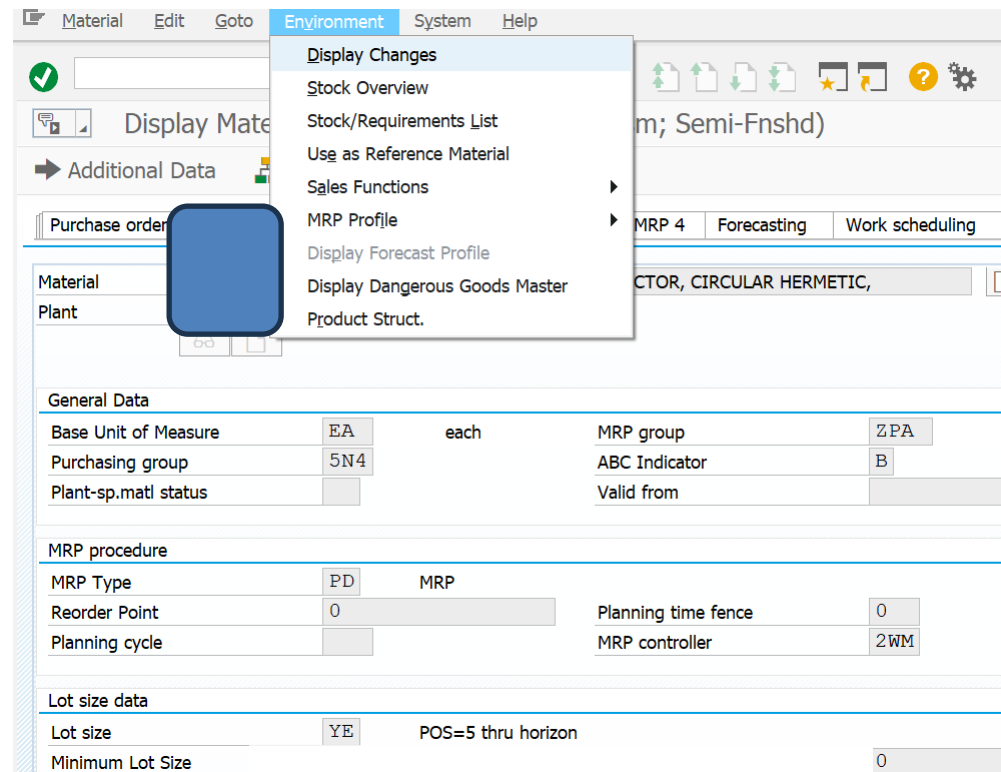 Material Edit Goto Environment System Help
Display Changes
Stock Overview
Stock/Requirements List
Use as Reference Material
Sales Functions
MRP Profile
Display Forecast Profile
Display Dangerous Goods Master
Product Struct.
Display Mate m; Semi-Fnshd)
Additional Data
Purchase order MRP 4 Forecasting Work scheduling
Material CTOR, CIRCULAR HERMETIC,
Plant
General Data
Base Unit of Measure EA each MRP group ZPA
Purchasing group 5N4 ABC Indicator B
Plant-sp.matl status Valid from
MRP procedure
MRP Type PD MRP
Reorder Point 0 Planning time fence 0
Planning cycle MRP controller 2WM
Lot size data
Lot size YE POS=5 thru horizon
Minimum Lot Size 0